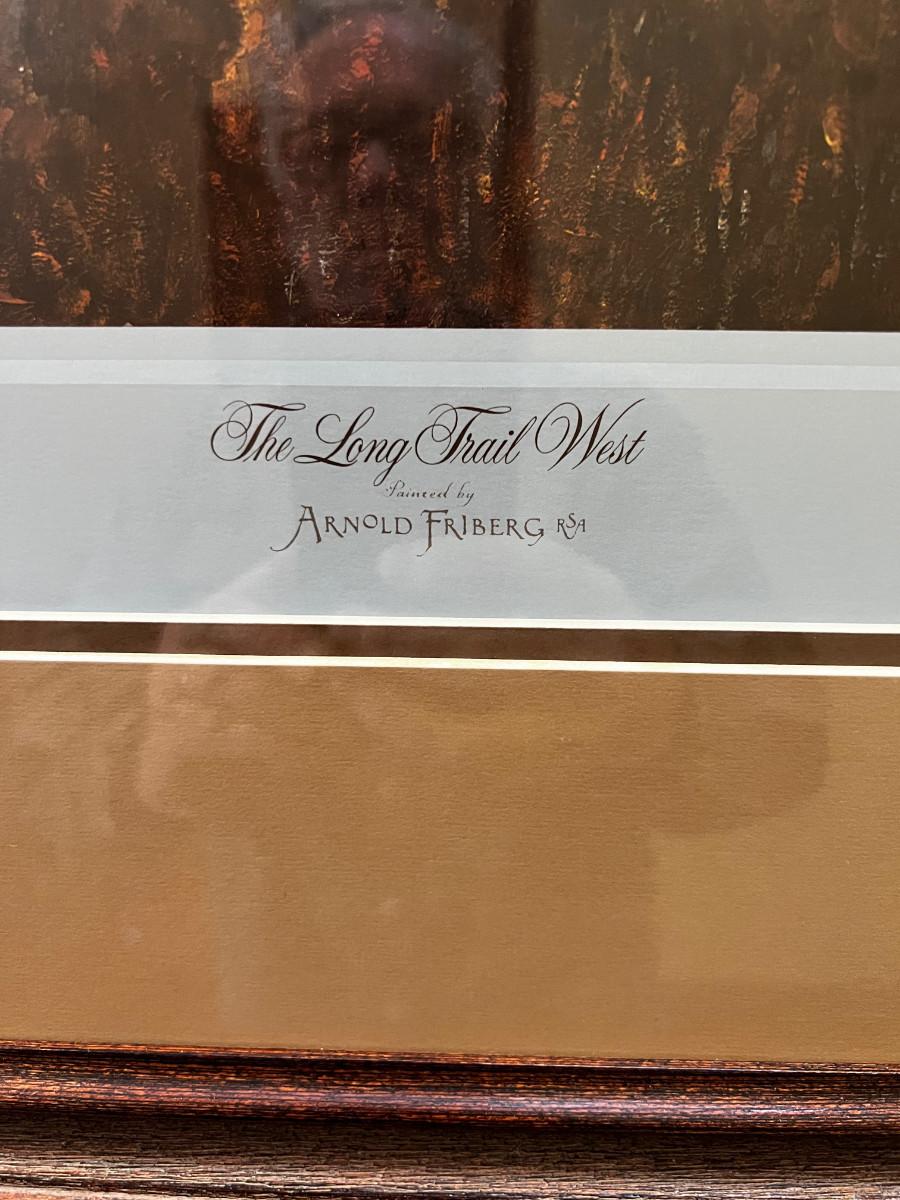 The Long Trail West
Painted by
ARNOLD FRIBERG RSA